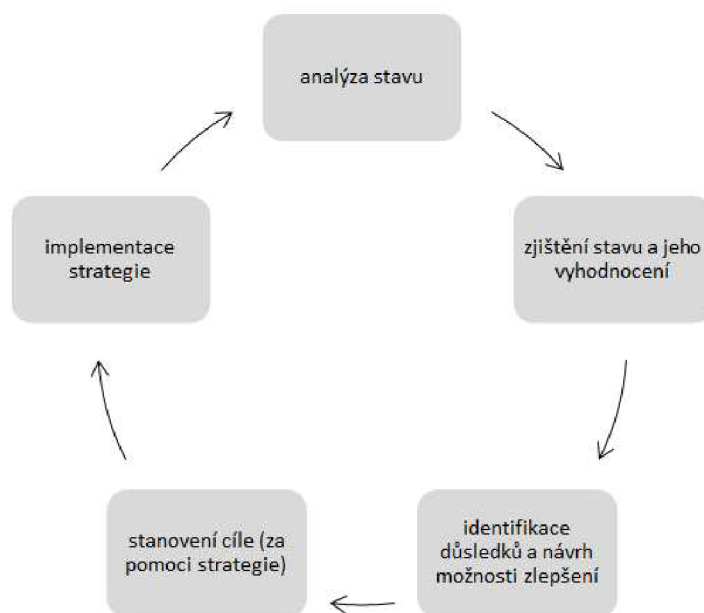 analýza stavu
zjištění stavu a jeho
vyhodnocení
identifikace
důsledků a návrh
možnosti zlepšení
stanovení cíle (za
pomoci strategie)
implementace
strategie